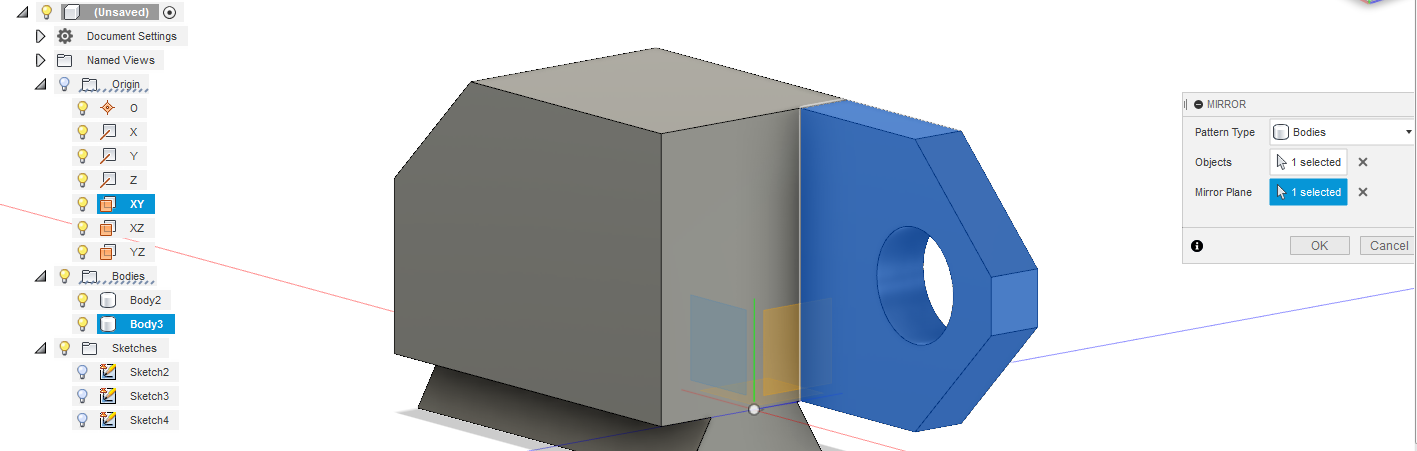 (Unsaved)
Document Settings
Named Views
Origin
O
X
Y
Z
XY
XZ
YZ
Bodies
Body2
Body3
Sketches
Sketch2
Sketch3
Sketch4
MIRROR
Pattern Type Bodies
Objects 1 selected
Mirror Plane 1 selected
OK Cancel